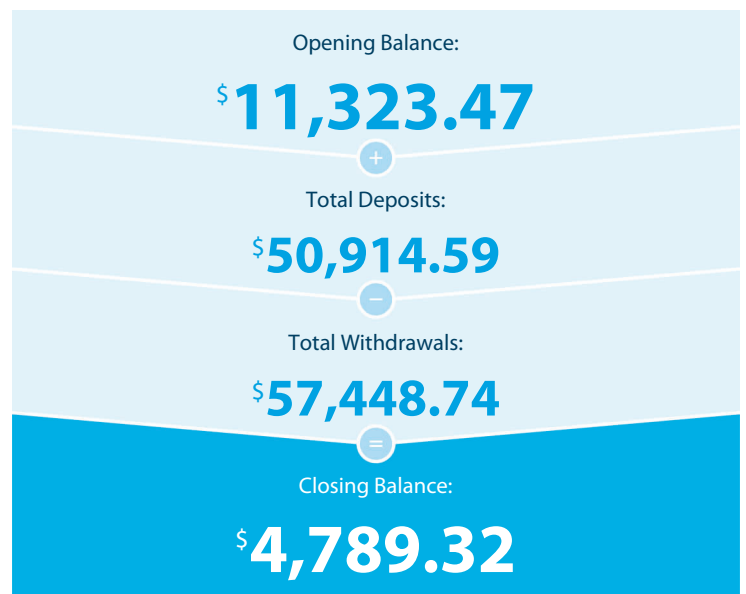 Opening Balance:
$11,323.47
+
Total Deposits:
$50,914.59
−
Total Withdrawals:
$57,448.74
=
Closing Balance:
$4,789.32